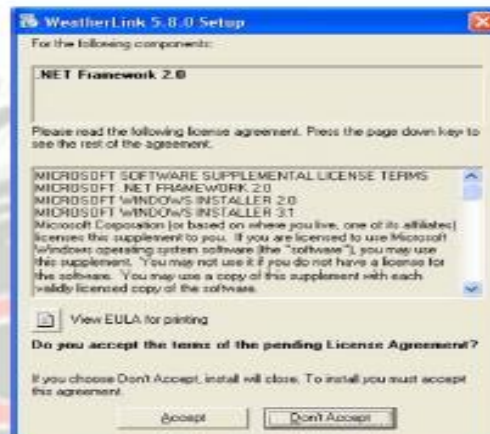 WeatherLink 5.8.0 Setup
For the following components:
.NET Framework 2.0
Please read the following license agreement. Press the page down key to
see the rest of the agreement.
MICROSOFT SOFTWARE SUPPLEMENTAL LICENSE TERMS
MICROSOFT .NET FRAMEWORK 2.0
MICROSOFT WINDOWS INSTALLER 2.0
MICROSOFT WINDOWS INSTALLER 3.1
Microsoft Corporation (or based on where you live, one of its affiliates)
licenses this supplement to you. If you are licensed to use Microsoft
Windows operating system software (the "software"), you may use
this supplement. You may not use it if you do not have a license for
the software. You may use a copy of this supplement with each
validly licensed copy of the software.
View EULA for printing
Do you accept the terms of the pending License Agreement?
If you choose Don't Accept, install will close. To install you must accept
this agreement.
Accept
Don't Accept